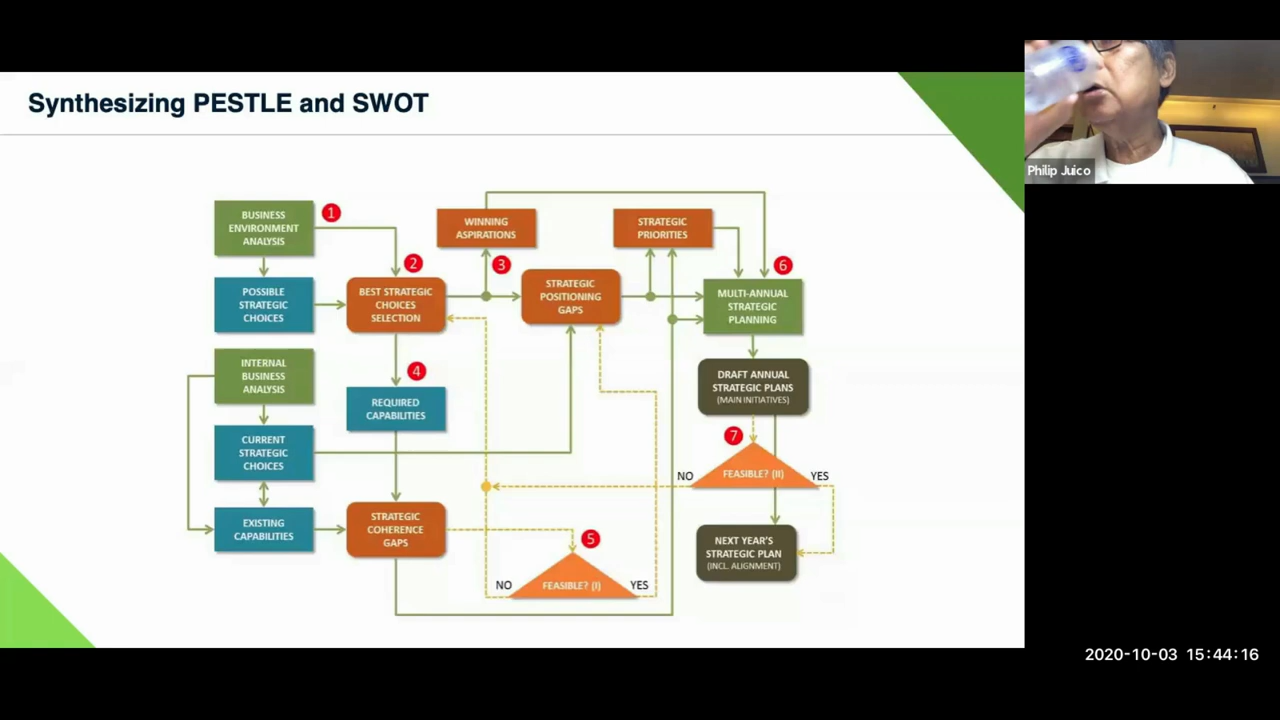 Synthesizing PESTLE and SWOT
Philip Juico
BUSINESS
ENVIRONMENT
ANALYSIS
1
WINNING
ASPIRATIONS
STRATEGIC
PRIORITIES
POSSIBLE
STRATEGIC
CHOICES
2
BEST STRATEGIC
CHOICES
SELECTION
3
STRATEGIC
POSITIONING
GAPS
6
MULTI-ANNUAL
STRATEGIC
PLANNING
INTERNAL
BUSINESS
ANALYSIS
4
REQUIRED
CAPABILITIES
DRAFT ANNUAL
STRATEGIC PLANS
(MAIN INITIATIVES)
CURRENT
STRATEGIC
CHOICES
7
NO
FEASIBLE? (II)
YES
EXISTING
CAPABILITIES
STRATEGIC
COHERENCE
GAPS
5
NO
FEASIBLE? (I)
YES
NEXT YEAR'S
STRATEGIC PLAN
(INCL. ALIGNMENT)
2020-10-03 15:44:16